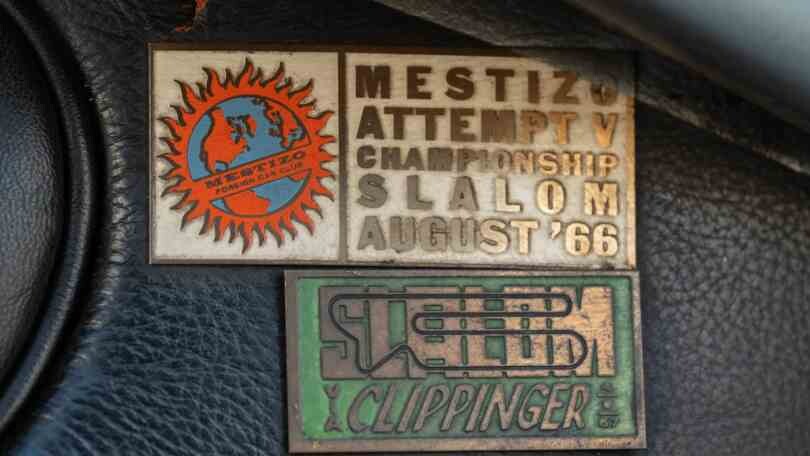 MESTIZO
FOREIGN CAR CLUB
MESTIZO
ATTEMPT V
CHAMPIONSHIP
SLALOM
AUGUST '66
SLALOM
CLIPPINGER